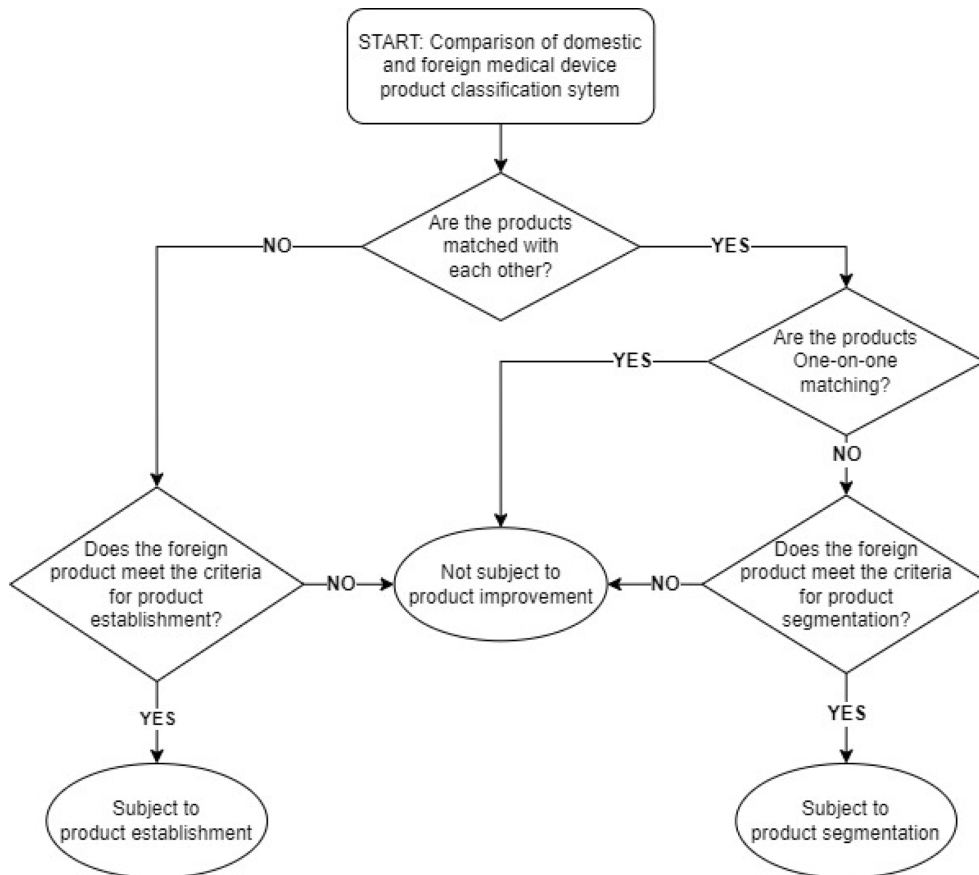 START: Comparison of domestic
and foreign medical device
product classification sytem
Are the products
matched with
each other?
NO
YES
Are the products
One-on-one
matching?
YES
NO
Does the foreign
product meet the criteria
for product
establishment?
NO
Not subject to
product improvement
NO
Does the foreign
product meet the criteria
for product
segmentation?
YES
YES
Subject to
product establishment
Subject to
product segmentation